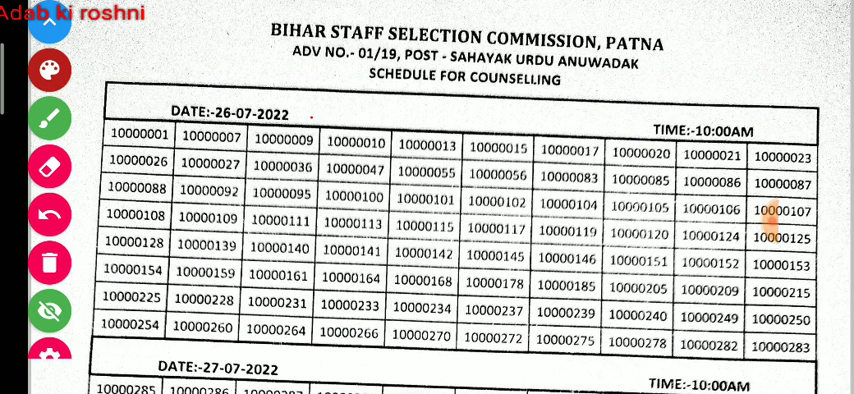 Adab ki roshni
BIHAR STAFF SELECTION COMMISSION, PATNA
ADV NO.- 01/19, POST - SAHAYAK URDU ANUWADAK
SCHEDULE FOR COUNSELLING
DATE:-26-07-2022 TIME:-10:00AM
10000001 10000007 10000009 10000010 10000013 10000015 10000017 10000020 10000021 10000023
10000026 10000027 10000036 10000047 10000055 10000056 10000083 10000085 10000086 10000087
10000088 10000092 10000095 10000100 10000101 10000102 10000104 10000105 10000106 10000107
10000108 10000109 10000111 10000113 10000115 10000117 10000119 10000120 10000124 10000125
10000128 10000139 10000140 10000141 10000142 10000145 10000146 10000151 10000152 10000153
10000154 10000159 10000161 10000164 10000168 10000178 10000185 10000205 10000209 10000215
10000225 10000228 10000231 10000233 10000234 10000237 10000239 10000240 10000249 10000250
10000254 10000260 10000264 10000266 10000270 10000272 10000275 10000278 10000282 10000283
DATE:-27-07-2022 TIME:-10:00AM
10000285 10000286 10000287